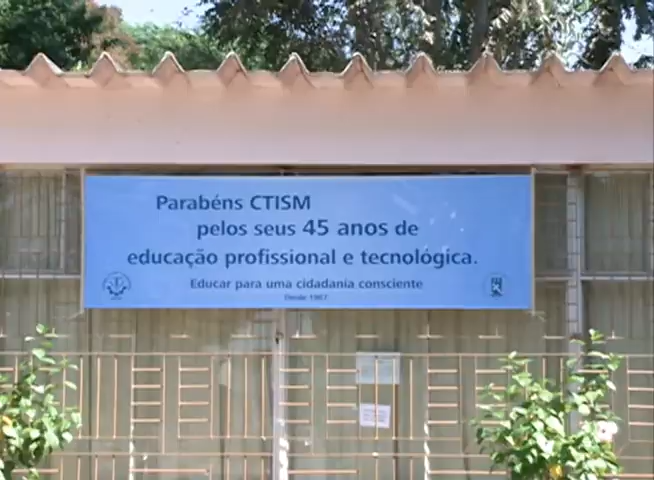 Parabéns CTISM
pelos seus 45 anos de
educação profissional e tecnológica.
Educar para uma cidadania consciente
Desde 1967